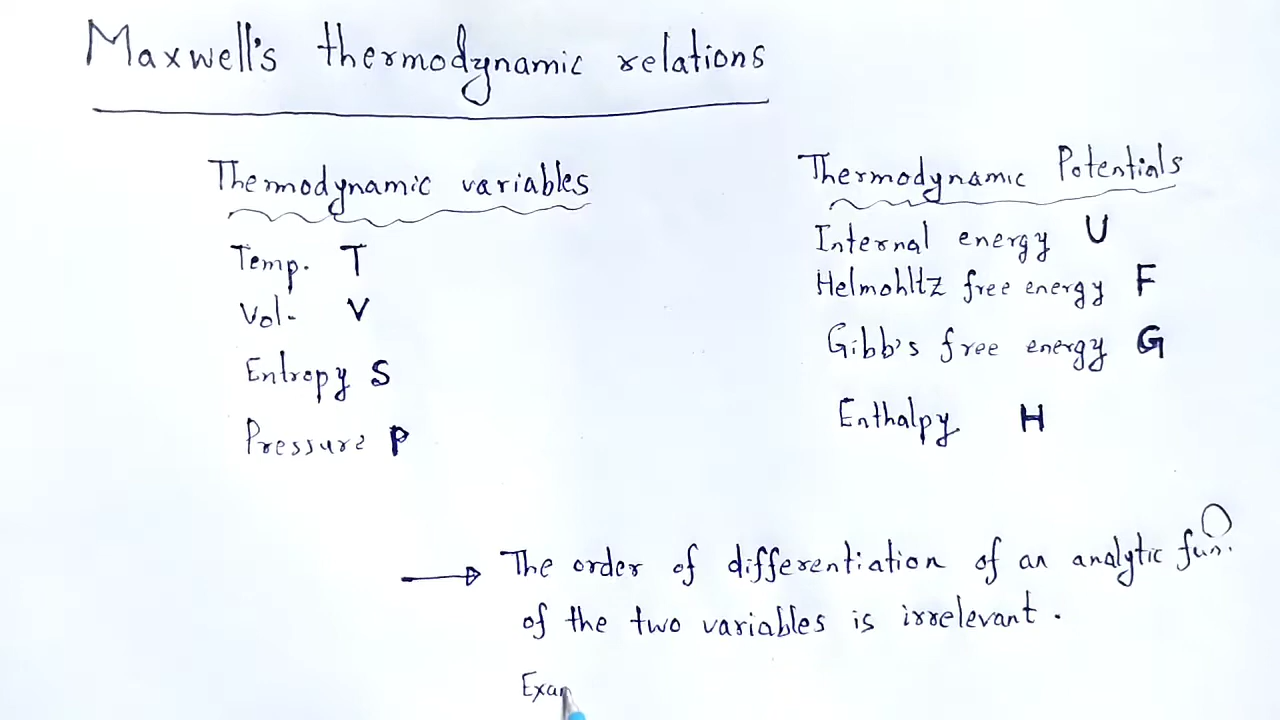 Maxwell's thermodynamic relations
Thermodynamic variables
Temp. T
Vol. V
Entropy S
Pressure P
Thermodynamic Potentials
Internal energy U
Helmohltz free energy F
Gibb's free energy G
Enthalpy H
The order of differentiation of an analytic fun.
of the two variables is irrelevant.
Exam